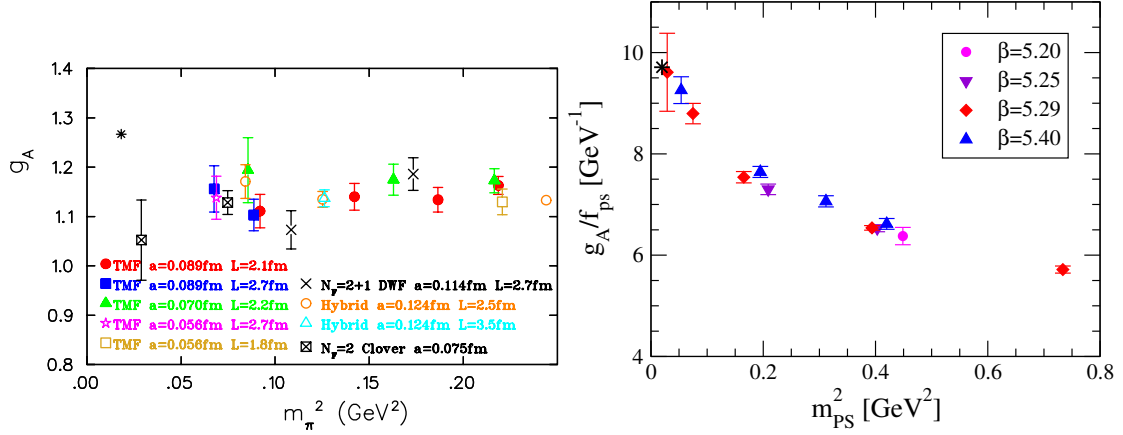 1.4
1.3
1.2
1.1
1.0
0.9
0.8
g_A
.00
.05
.10
.15
.20
m_π^2 (GeV^2)
TMF a=0.089fm L=2.1fm
TMF a=0.089fm L=2.7fm
TMF a=0.070fm L=2.2fm
TMF a=0.056fm L=2.7fm
TMF a=0.056fm L=1.8fm
N_F=2+1 DWF a=0.114fm L=2.7fm
Hybrid a=0.124fm L=2.5fm
Hybrid a=0.124fm L=3.5fm
N_F=2 Clover a=0.075fm
10
8
6
4
g_A/f_ps [GeV^-1]
0
0.2
0.4
0.6
0.8
m_PS^2 [GeV^2]
β=5.20
β=5.25
β=5.29
β=5.40